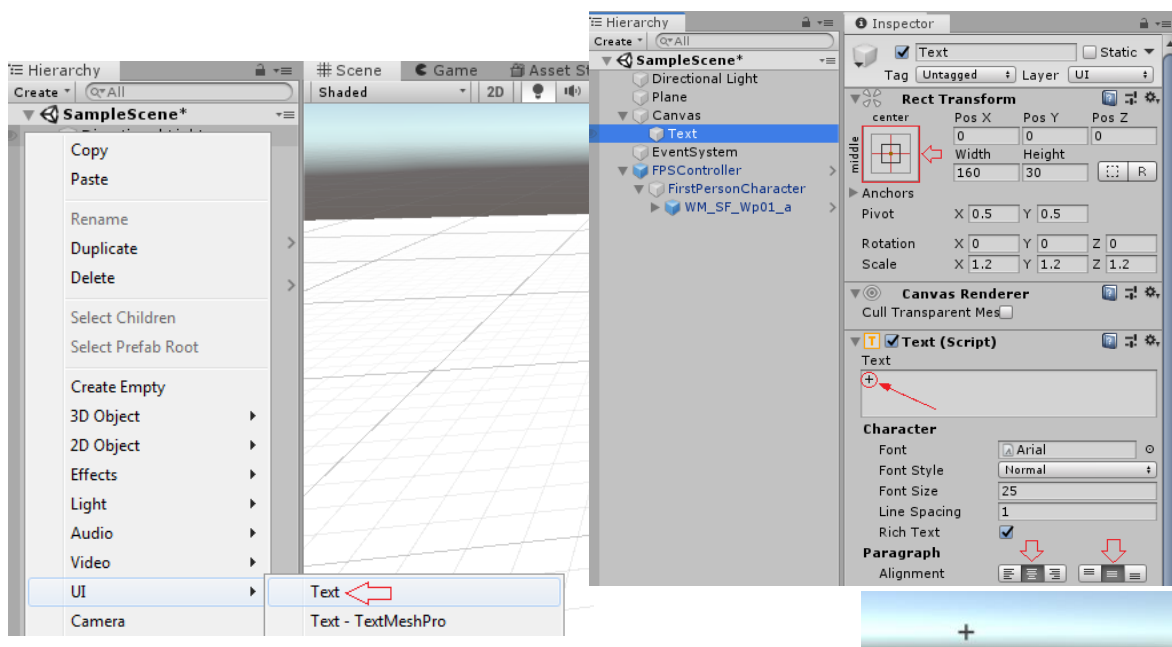 Hierarchy
Create
All
SampleScene*
Copy
Paste
Rename
Duplicate
Delete
Select Children
Select Prefab Root
Create Empty
3D Object
2D Object
Effects
Light
Audio
Video
UI
Camera
Text
Text - TextMeshPro
Scene Game Asset St
Shaded 2D
Hierarchy
Create All
SampleScene*
Directional Light
Plane
Canvas
Text
EventSystem
FPSController
FirstPersonCharacter
WM_SF_Wp01_a
Inspector
Text Static
Tag Untagged Layer UI
Rect Transform
center Pos X Pos Y Pos Z
middle 0 0 0
Width Height
160 30 R
Anchors
Pivot X 0.5 Y 0.5
Rotation X 0 Y 0 Z 0
Scale X 1.2 Y 1.2 Z 1.2
Canvas Renderer
Cull Transparent Mes
T Text (Script)
Text
+
Character
Font Arial
Font Style Normal
Font Size 25
Line Spacing 1
Rich Text
Paragraph
Alignment
+